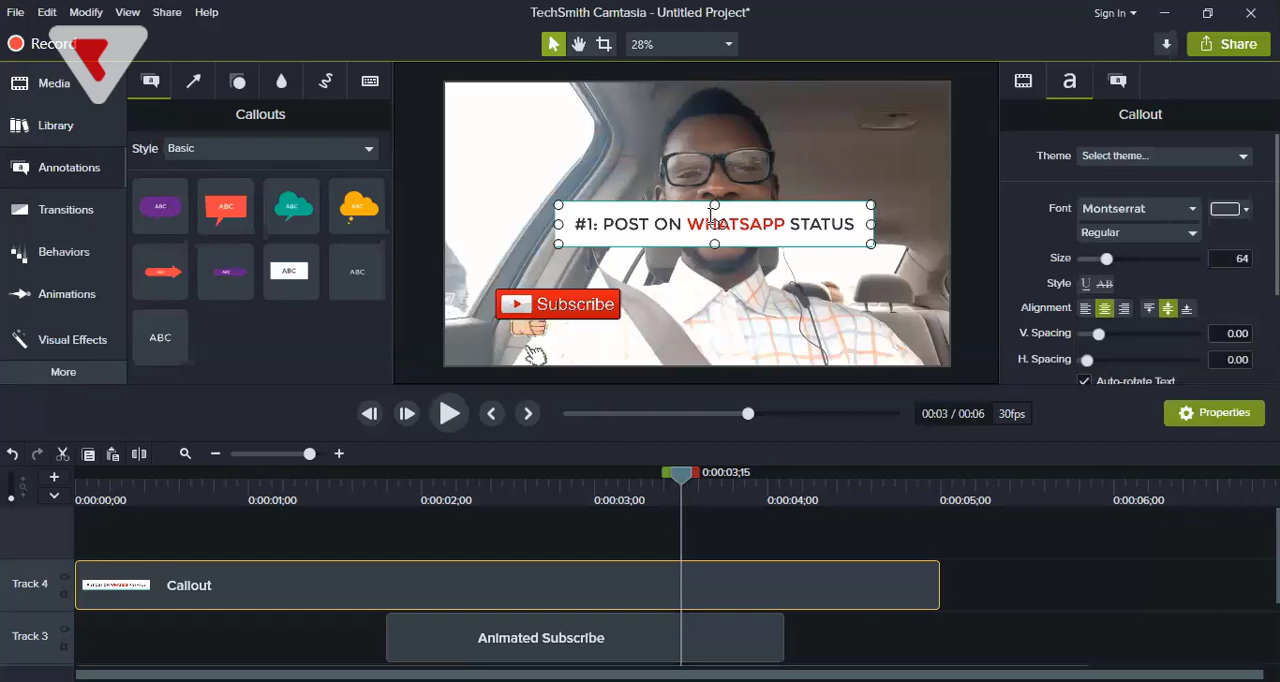 File Edit Modify View Share Help TechSmith Camtasia - Untitled Project* Sign In
Record 28% Share
Media
Library
Annotations
Transitions
Behaviors
Animations
Visual Effects
More
Callouts
Style Basic
ABC ABC ABC ABC
ABC ABC ABC ABC
ABC
#1: POST ON WHATSAPP STATUS
Subscribe
a
Callout
Theme Select theme...
Font Montserrat
Regular
Size 64
Style U AB
Alignment
V. Spacing 0.00
H. Spacing 0.00
Auto-rotate Text
00:03 / 00:06 30fps Properties
0:00:03;15
0:00:00;00 0:00:01;00 0:00:02;00 0:00:03;00 0:00:04;00 0:00:05;00 0:00:06;00
Track 4 Callout
Track 3 Animated Subscribe